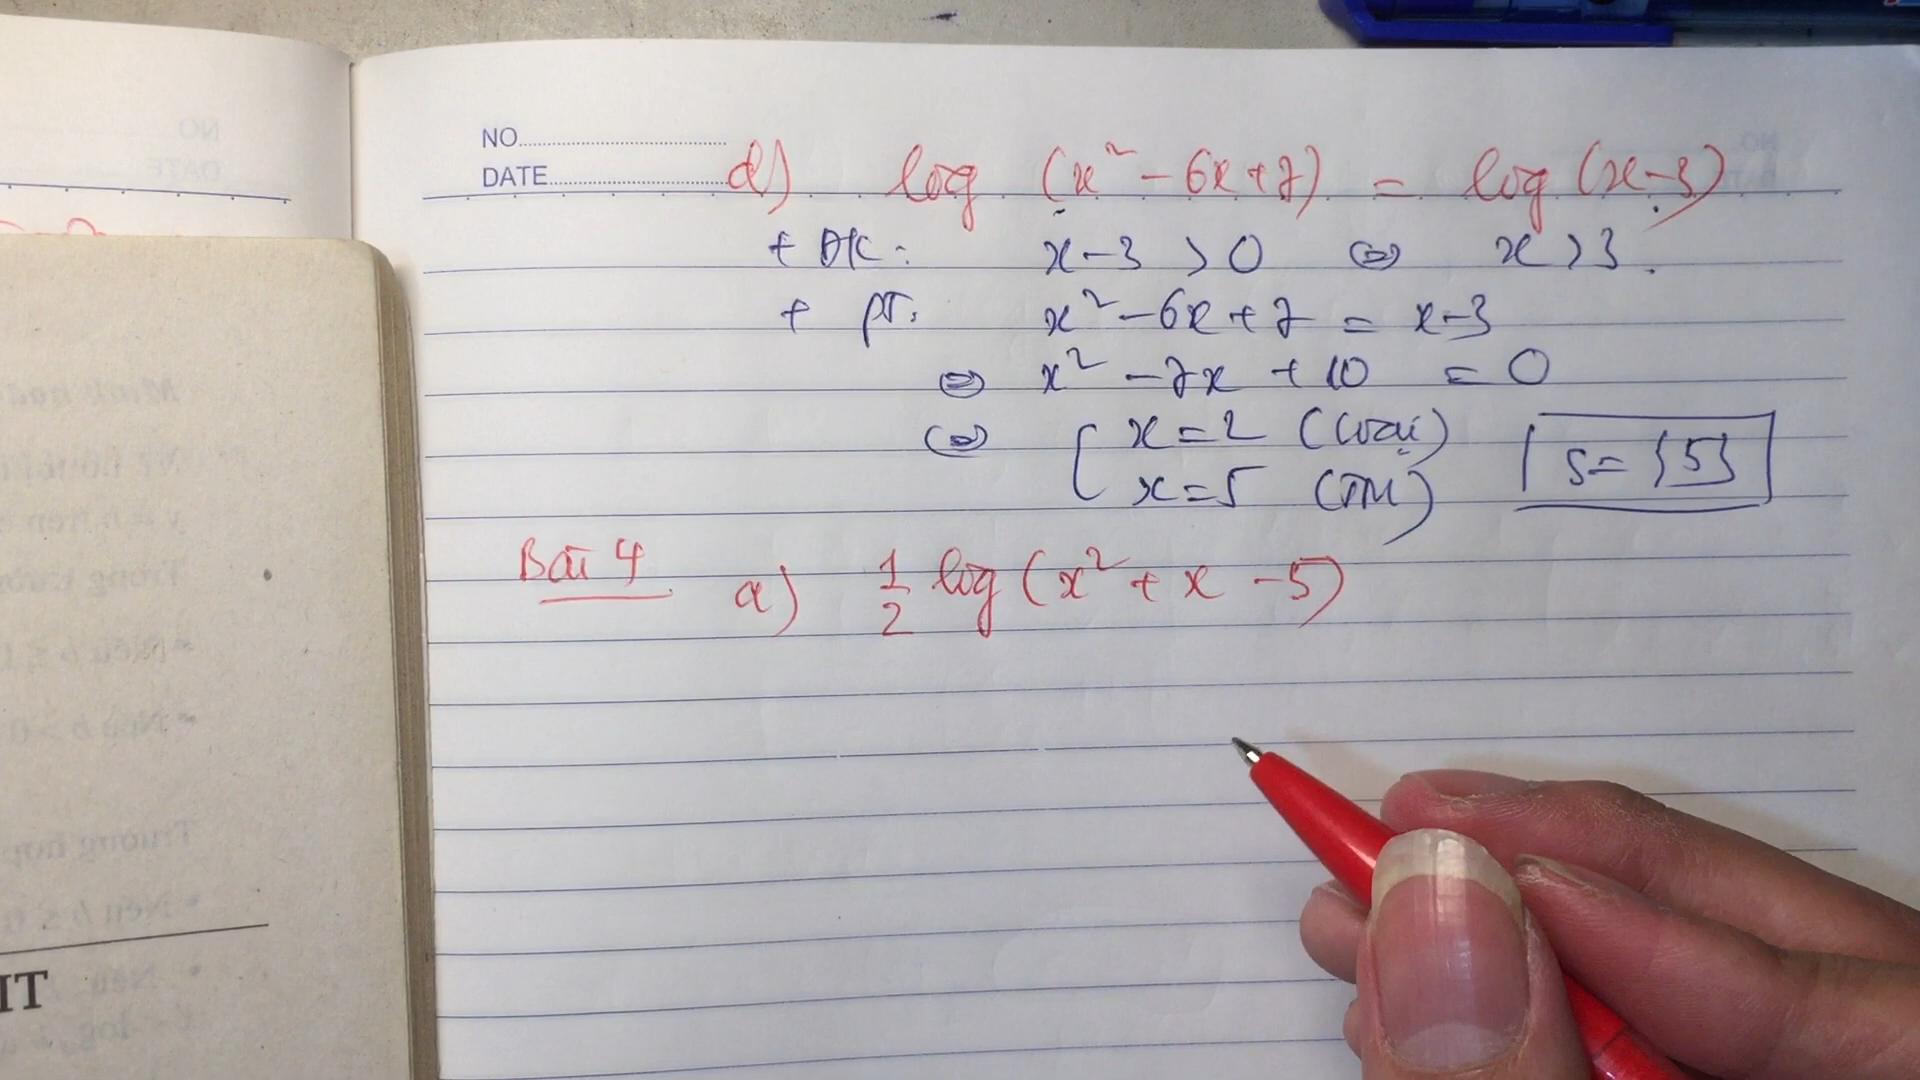 NO
DATE
d) log (x² - 6x + 7) = log (x-3)
+ ĐK: x - 3 > 0 ⇔ x > 3.
+ PT: x² - 6x + 7 = x - 3
⇔ x² - 7x + 10 = 0
⇔ [ x = 2 (loại)
x = 5 (TM)
S = {5}
Bài 4 a) 1/2 log (x² + x - 5)
IT